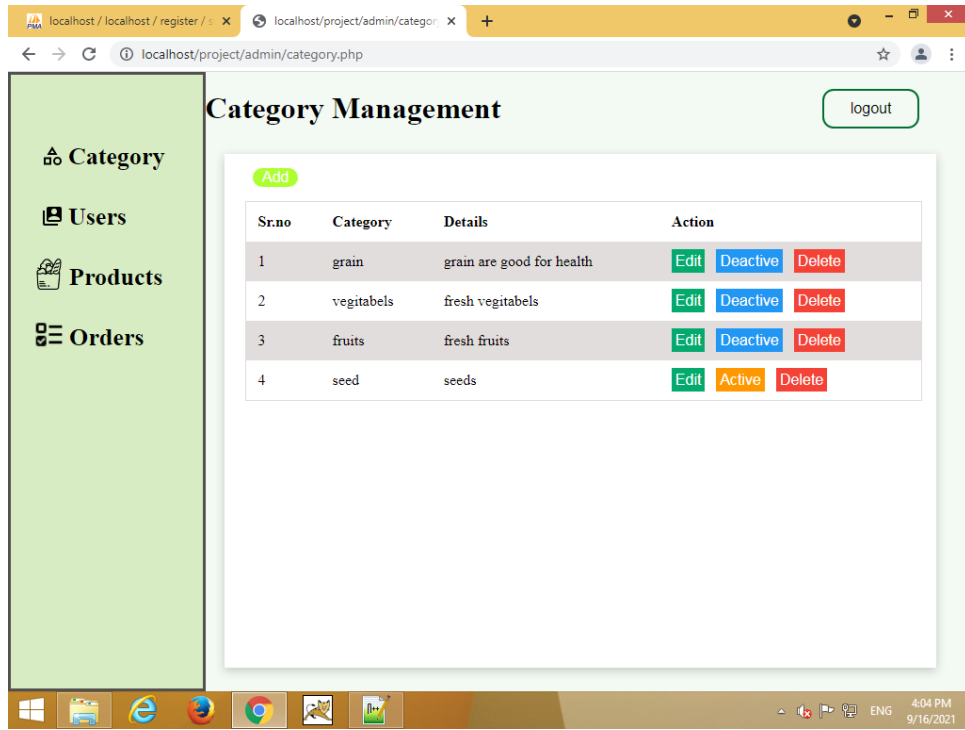 localhost / localhost / register / s
localhost/project/admin/categor
localhost/project/admin/category.php
Category Management
logout
Category
Users
Products
Orders
Add
Sr.no Category Details Action
1 grain grain are good for health Edit Deactive Delete
2 vegitabels fresh vegitabels Edit Deactive Delete
3 fruits fresh fruits Edit Deactive Delete
4 seed seeds Edit Active Delete
ENG
4:04 PM
9/16/2021